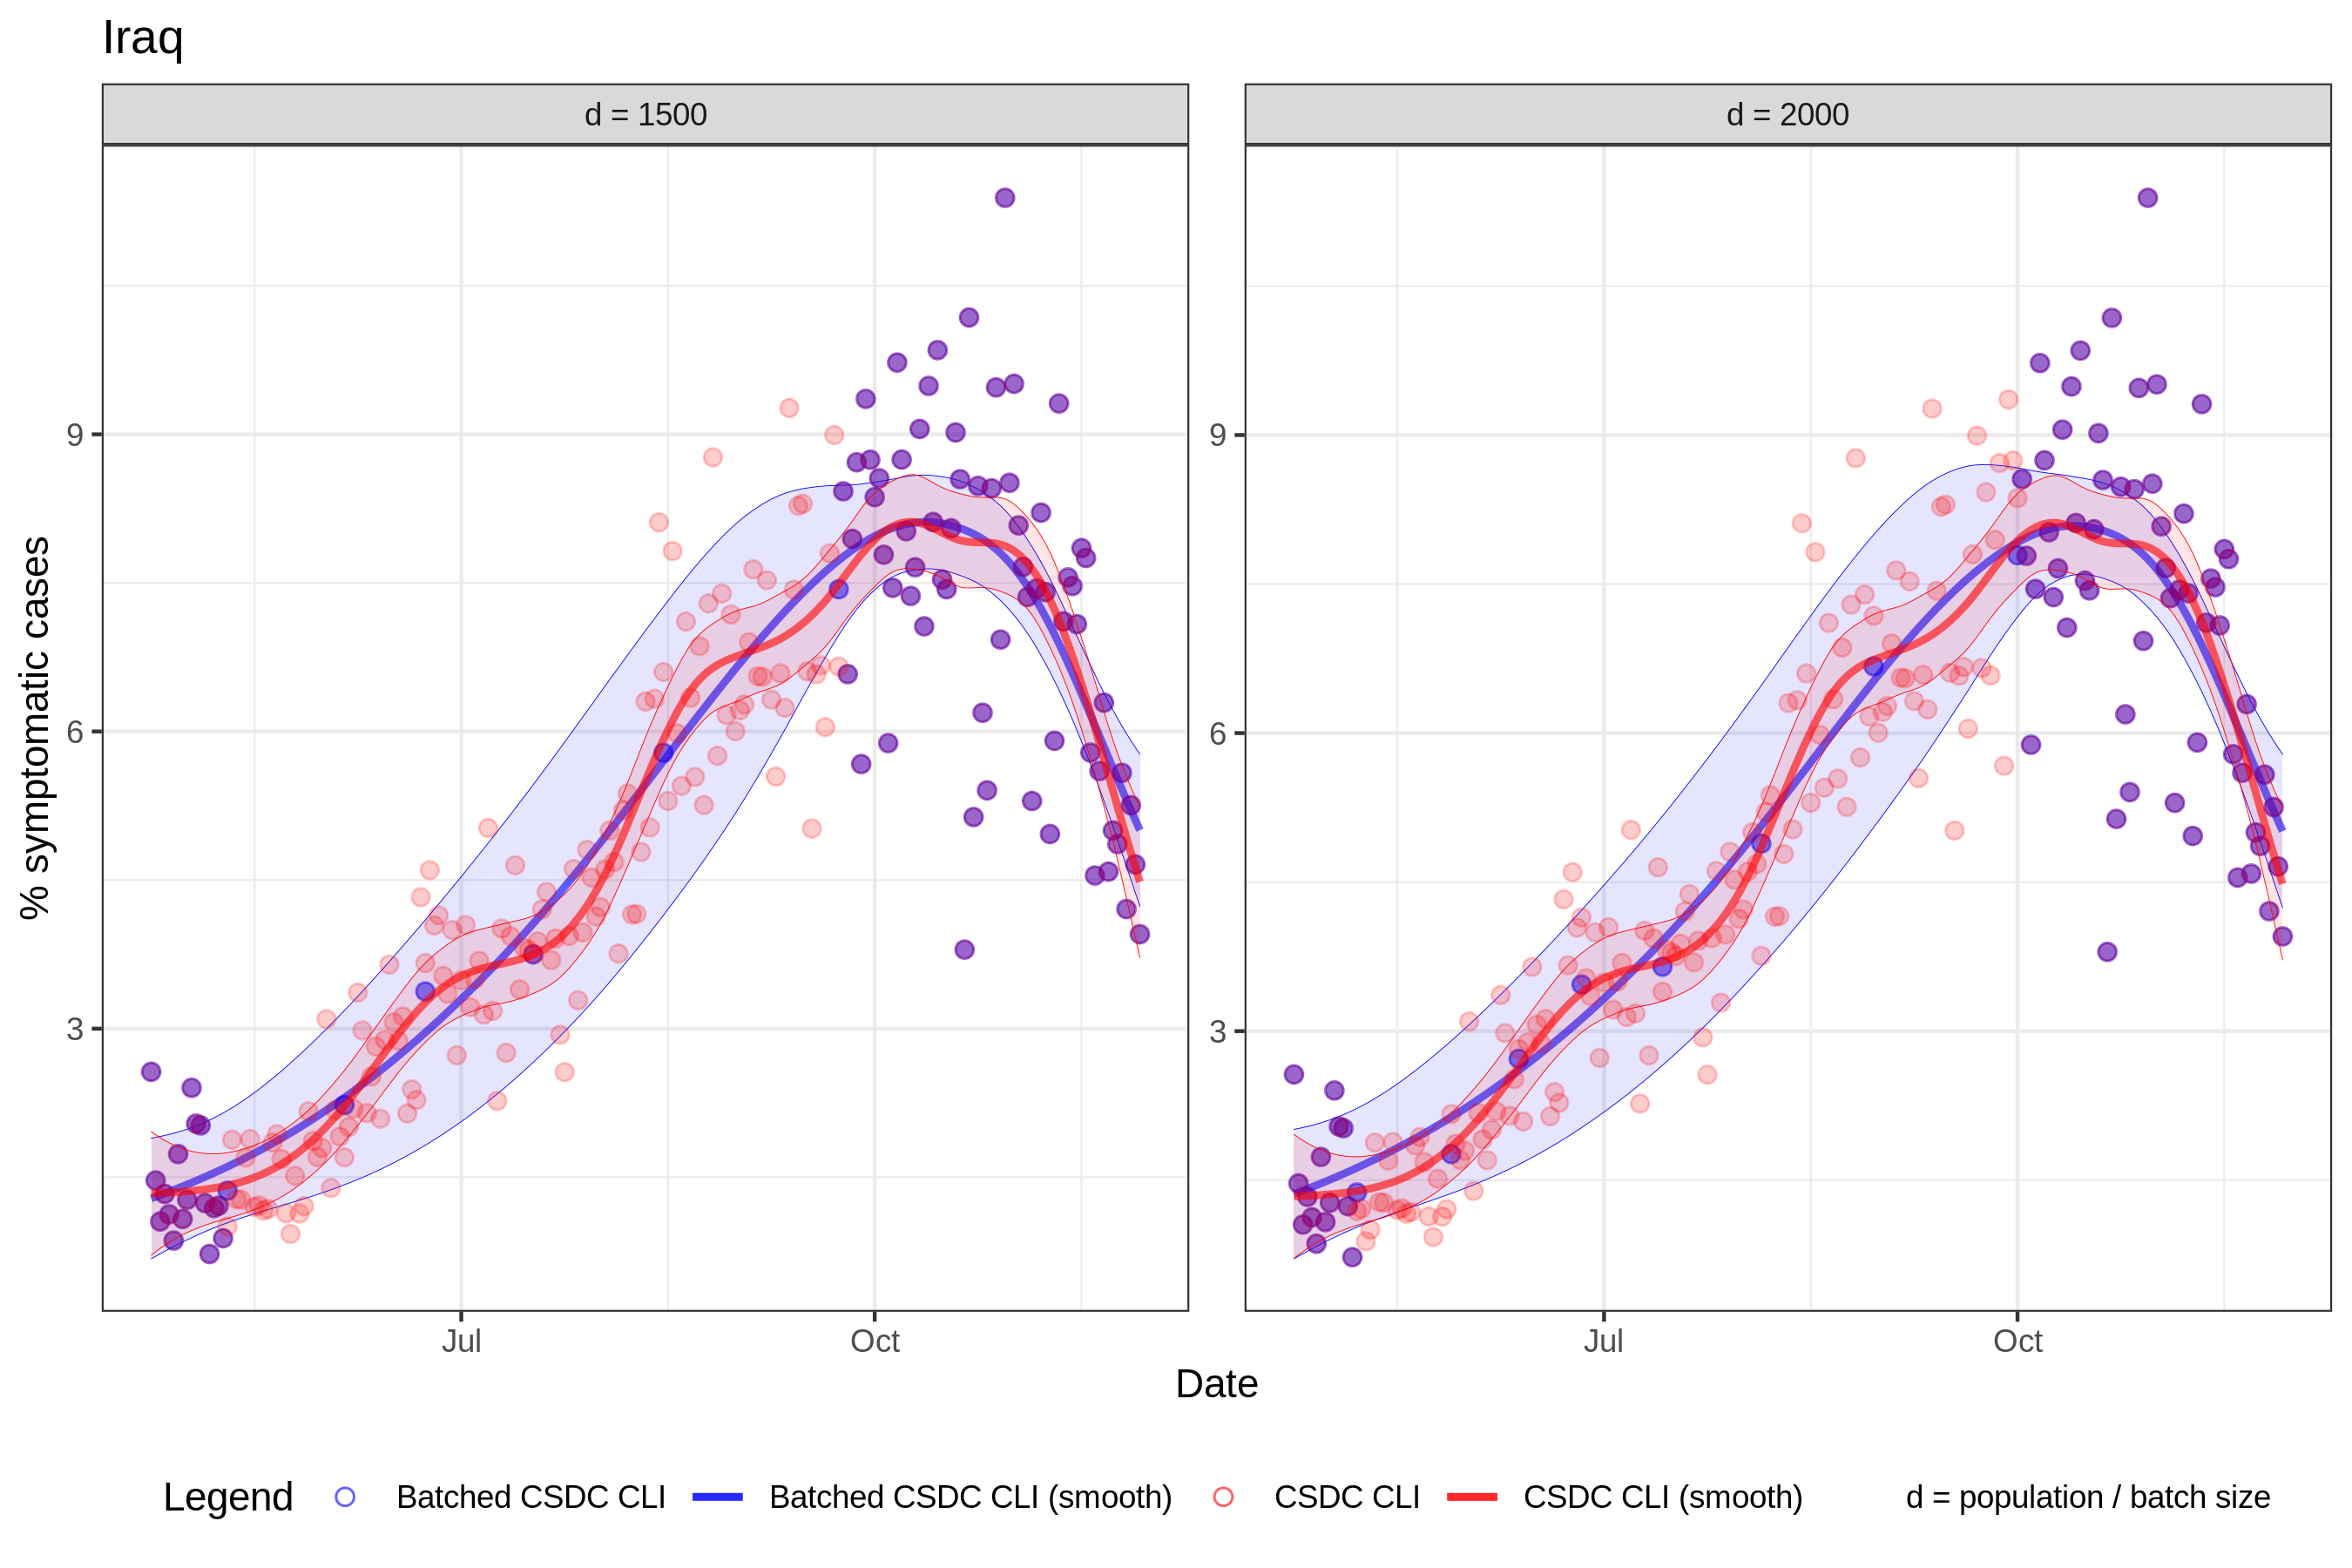 Iraq
d = 1500
d = 2000
% symptomatic cases
9
6
3
9
6
3
Jul
Oct
Jul
Oct
Date
Legend
Batched CSDC CLI
Batched CSDC CLI (smooth)
CSDC CLI
CSDC CLI (smooth)
d = population / batch size